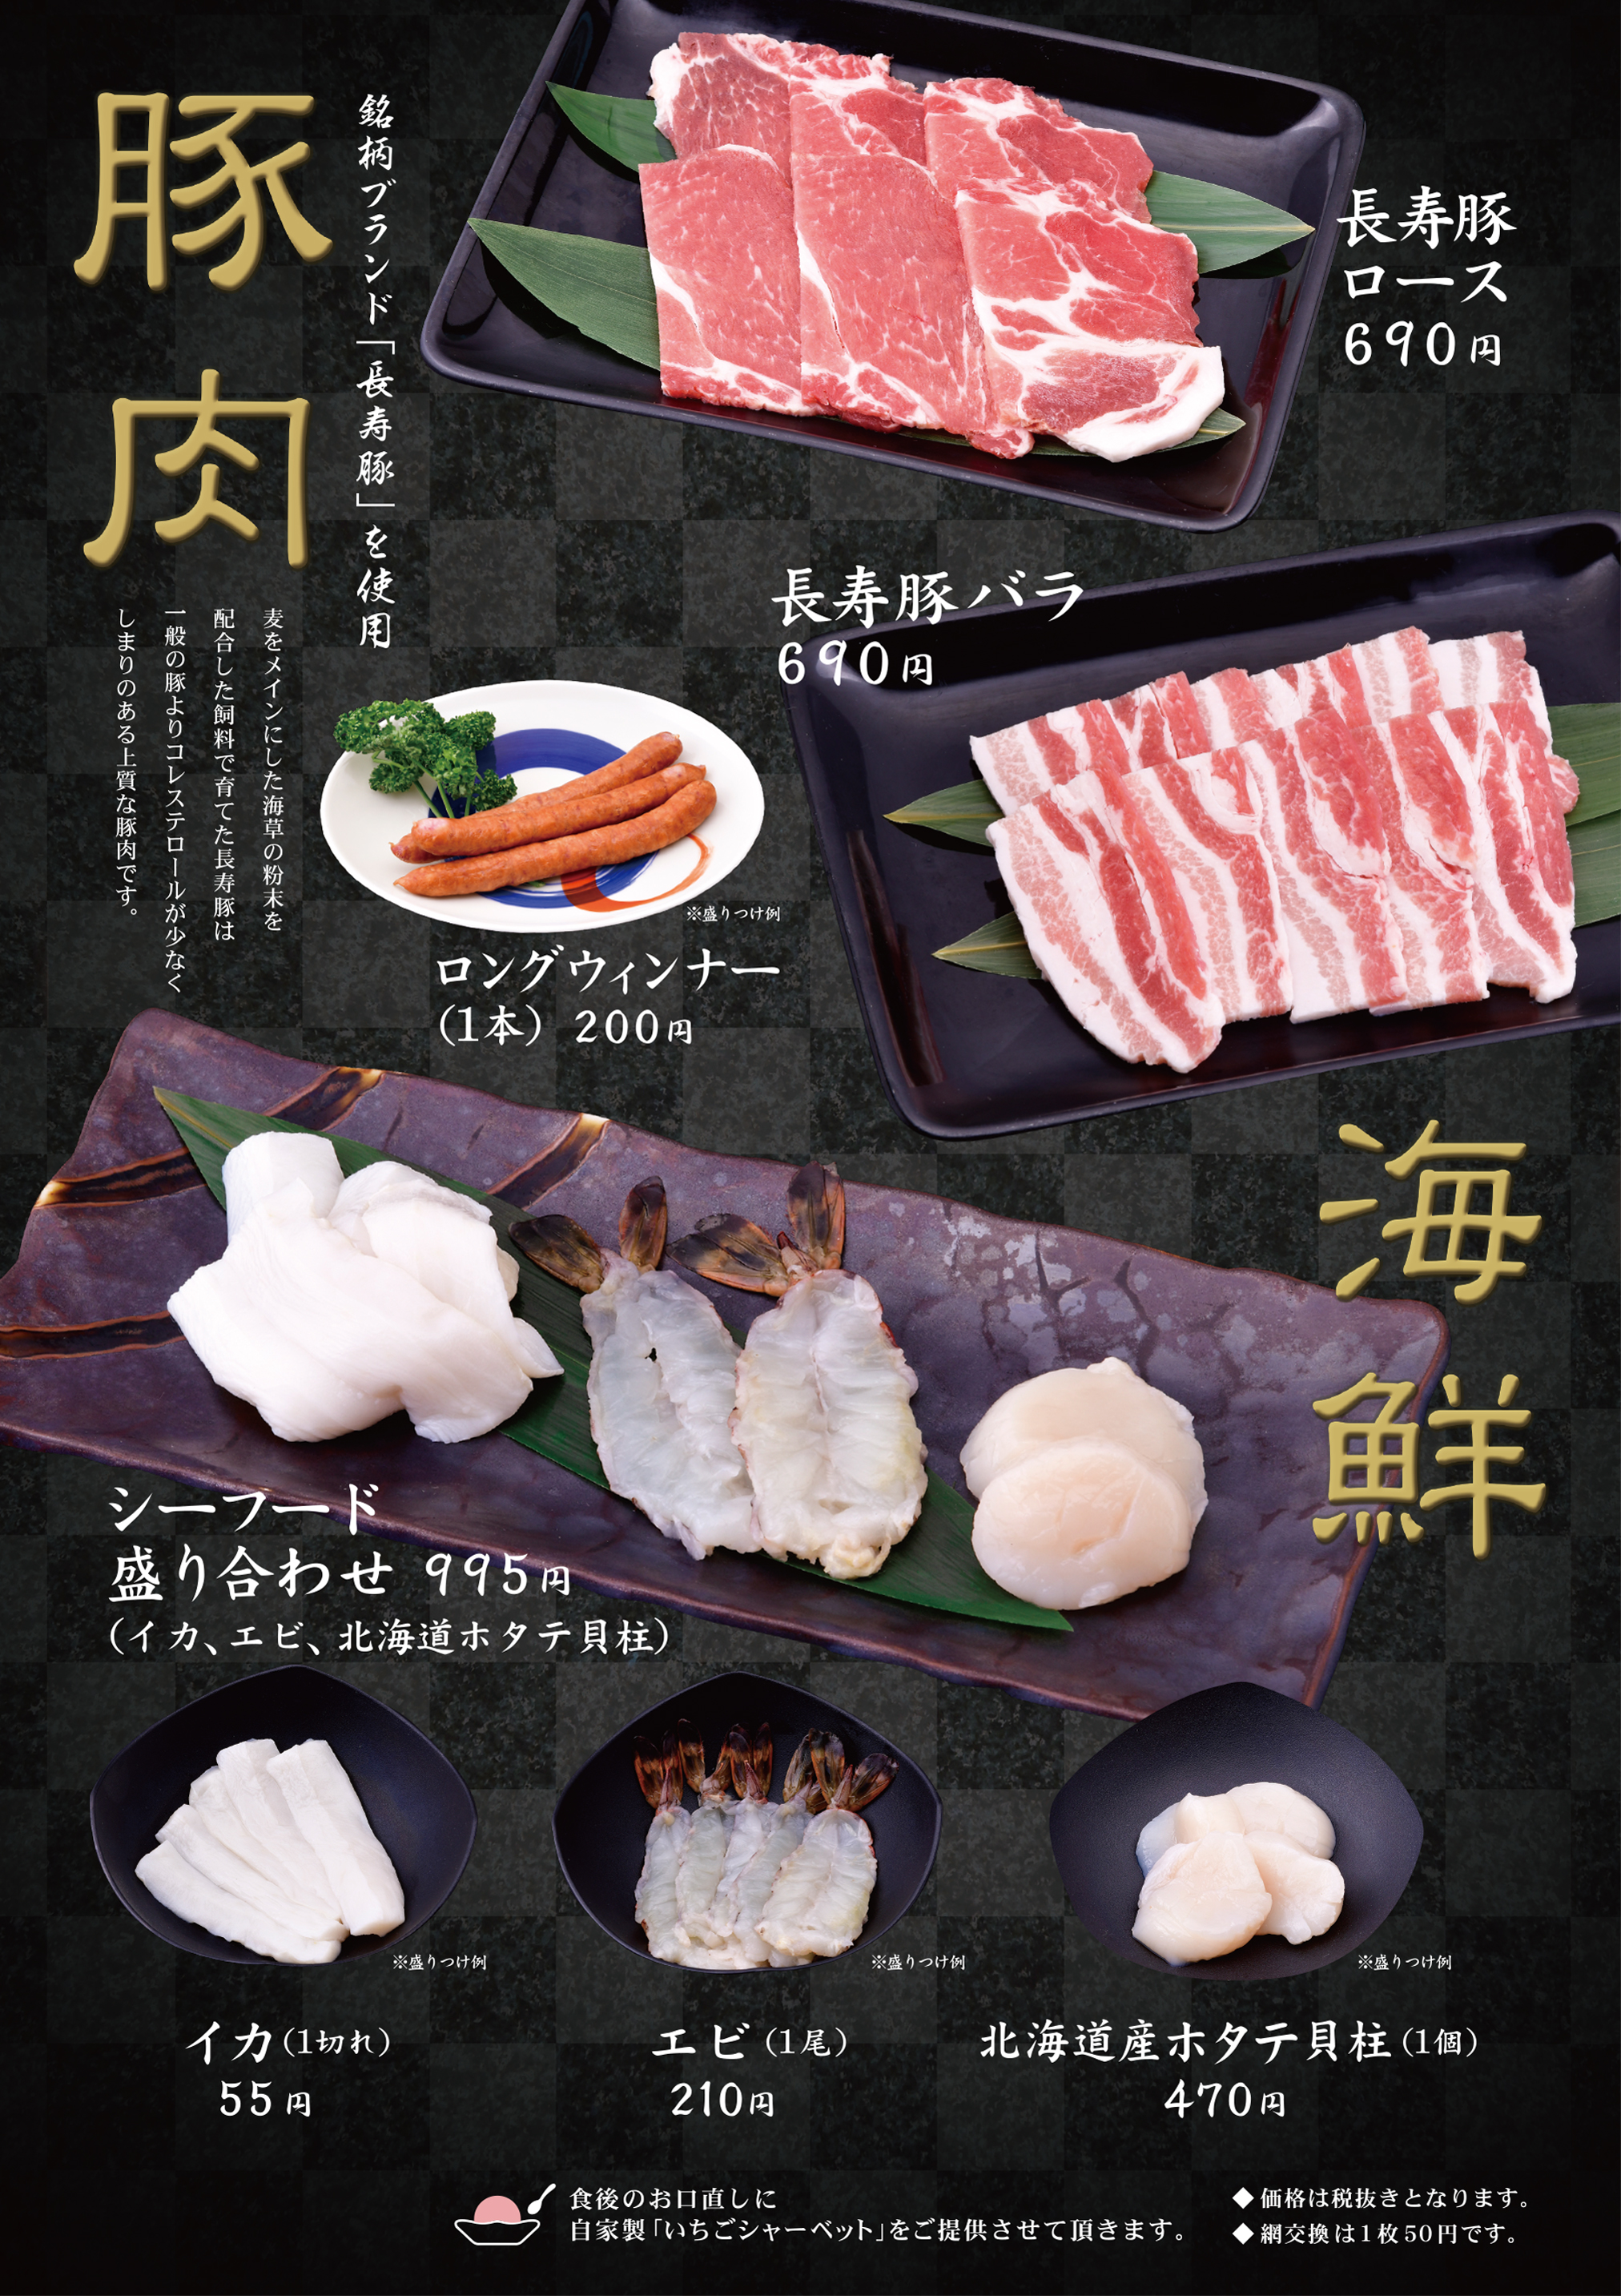 豚肉
銘柄ブランド「長寿豚」を使用
麦をメインにした海草の粉末を
配合した飼料で育てた長寿豚は
一般の豚よりコレステロールが少なく
しまりのある上質な豚肉です。
長寿豚
ロース
690円
長寿豚バラ
690円
※盛りつけ例
ロングウィンナー
(1本) 200円
海鮮
シーフード
盛り合わせ 995円
(イカ、エビ、北海道ホタテ貝柱)
※盛りつけ例
イカ(1切れ)
55円
※盛りつけ例
エビ(1尾)
210円
※盛りつけ例
北海道産ホタテ貝柱(1個)
470円
食後のお口直しに
自家製「いちごシャーベット」をご提供させて頂きます。
◆価格は税抜きとなります。
◆網交換は1枚50円です。